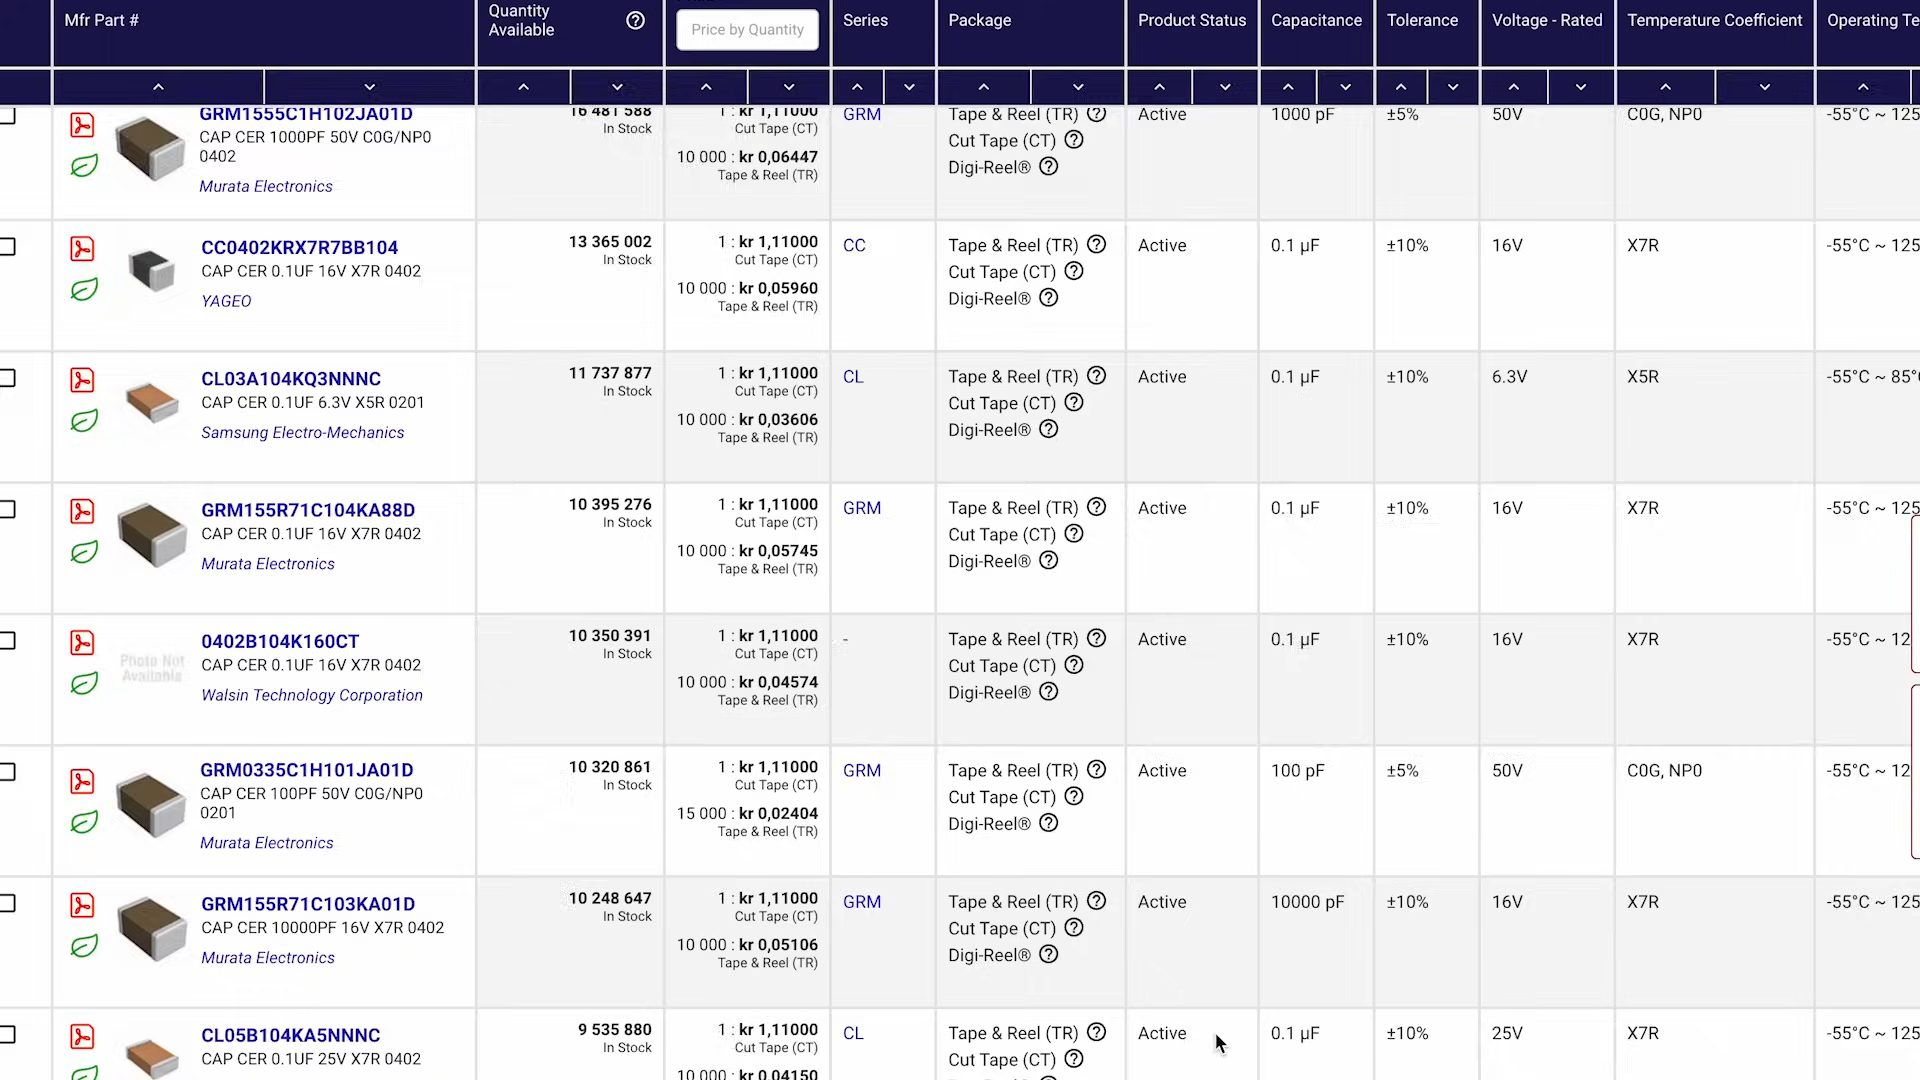 Mfr Part #
Quantity Available
Price by Quantity
Series
Package
Product Status
Capacitance
Tolerance
Voltage - Rated
Temperature Coefficient
Operating Te
GRM1555C1H102JA01D
CAP CER 1000PF 50V C0G/NP0
0402
Murata Electronics
16 481 588
In Stock
1 : kr 1,11000
Cut Tape (CT)
10 000 : kr 0,06447
Tape & Reel (TR)
GRM
Tape & Reel (TR)
Cut Tape (CT)
Digi-Reel®
Active
1000 pF
±5%
50V
C0G, NP0
-55°C ~ 125
CC0402KRX7R7BB104
CAP CER 0.1UF 16V X7R 0402
YAGEO
13 365 002
In Stock
1 : kr 1,11000
Cut Tape (CT)
10 000 : kr 0,05960
Tape & Reel (TR)
CC
Tape & Reel (TR)
Cut Tape (CT)
Digi-Reel®
Active
0.1 µF
±10%
16V
X7R
-55°C ~ 125
CL03A104KQ3NNNC
CAP CER 0.1UF 6.3V X5R 0201
Samsung Electro-Mechanics
11 737 877
In Stock
1 : kr 1,11000
Cut Tape (CT)
10 000 : kr 0,03606
Tape & Reel (TR)
CL
Tape & Reel (TR)
Cut Tape (CT)
Digi-Reel®
Active
0.1 µF
±10%
6.3V
X5R
-55°C ~ 85°
GRM155R71C104KA88D
CAP CER 0.1UF 16V X7R 0402
Murata Electronics
10 395 276
In Stock
1 : kr 1,11000
Cut Tape (CT)
10 000 : kr 0,05745
Tape & Reel (TR)
GRM
Tape & Reel (TR)
Cut Tape (CT)
Digi-Reel®
Active
0.1 µF
±10%
16V
X7R
-55°C ~ 125
Photo Not
Available
0402B104K160CT
CAP CER 0.1UF 16V X7R 0402
Walsin Technology Corporation
10 350 391
In Stock
1 : kr 1,11000
Cut Tape (CT)
10 000 : kr 0,04574
Tape & Reel (TR)
-
Tape & Reel (TR)
Cut Tape (CT)
Digi-Reel®
Active
0.1 µF
±10%
16V
X7R
-55°C ~ 12
GRM0335C1H101JA01D
CAP CER 100PF 50V C0G/NP0
0201
Murata Electronics
10 320 861
In Stock
1 : kr 1,11000
Cut Tape (CT)
15 000 : kr 0,02404
Tape & Reel (TR)
GRM
Tape & Reel (TR)
Cut Tape (CT)
Digi-Reel®
Active
100 pF
±5%
50V
C0G, NP0
-55°C ~ 12
GRM155R71C103KA01D
CAP CER 10000PF 16V X7R 0402
Murata Electronics
10 248 647
In Stock
1 : kr 1,11000
Cut Tape (CT)
10 000 : kr 0,05106
Tape & Reel (TR)
GRM
Tape & Reel (TR)
Cut Tape (CT)
Digi-Reel®
Active
10000 pF
±10%
16V
X7R
-55°C ~ 125
CL05B104KA5NNNC
CAP CER 0.1UF 25V X7R 0402
9 535 880
In Stock
1 : kr 1,11000
Cut Tape (CT)
10 000 : kr 0,04150
CL
Tape & Reel (TR)
Cut Tape (CT)
Active
0.1 µF
±10%
25V
X7R
-55°C ~ 125